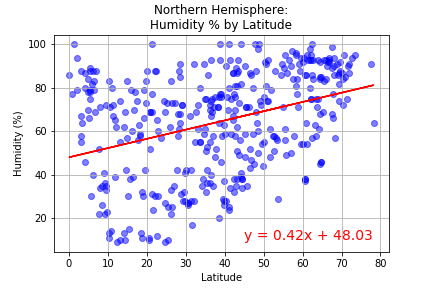 Northern Hemisphere:
Humidity % by Latitude
Humidity (%)
100
80
60
40
20
y = 0.42x + 48.03
0 10 20 30 40 50 60 70 80
Latitude